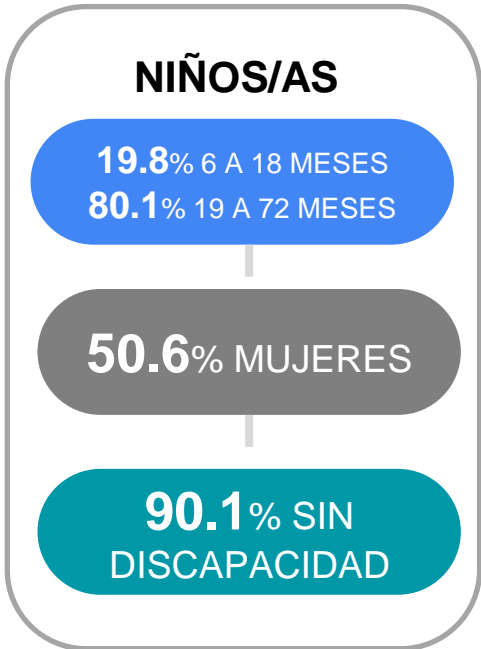 NIÑOS/AS
19.8% 6 A 18 MESES
80.1% 19 A 72 MESES
50.6% MUJERES
90.1% SIN
DISCAPACIDAD